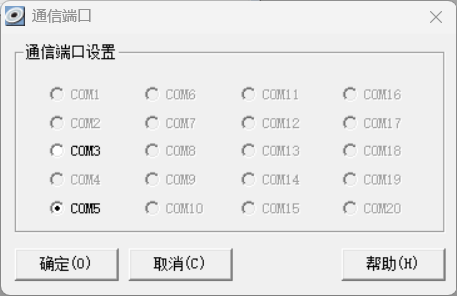 通信端口
通信端口设置
COM1 COM6 COM11 COM16
COM2 COM7 COM12 COM17
COM3 COM8 COM13 COM18
COM4 COM9 COM14 COM19
COM5 COM10 COM15 COM20
确定(O) 取消(C) 帮助(H)